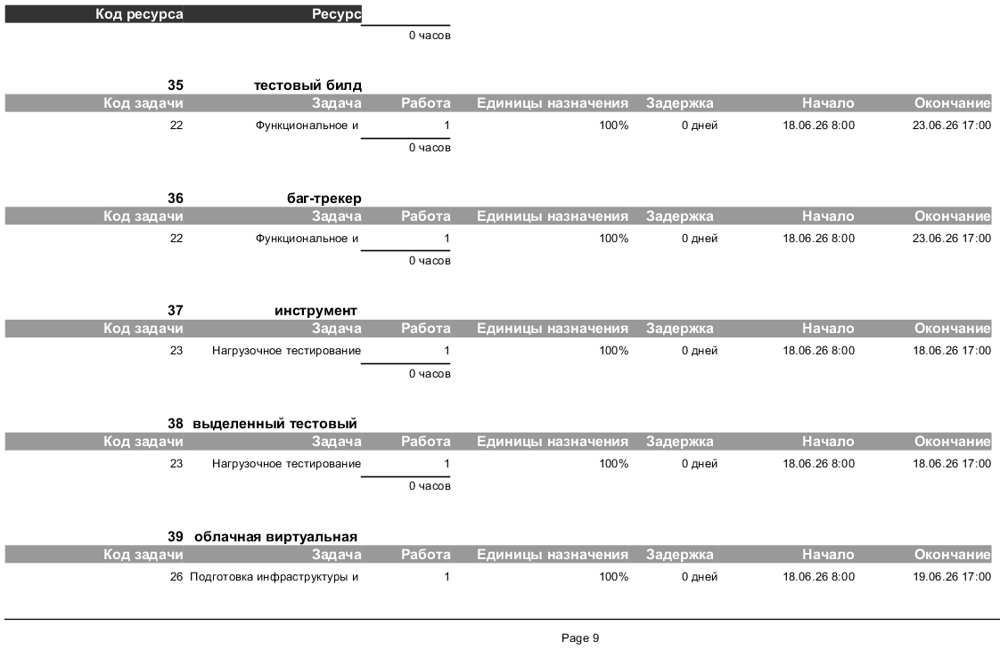 Код ресурса Ресурс
0 часов
35 тестовый билд
Код задачи Задача Работа Единицы назначения Задержка Начало Окончание
22 Функциональное и 1 100% 0 дней 18.06.26 8:00 23.06.26 17:00
0 часов
36 баг-трекер
Код задачи Задача Работа Единицы назначения Задержка Начало Окончание
22 Функциональное и 1 100% 0 дней 18.06.26 8:00 23.06.26 17:00
0 часов
37 инструмент
Код задачи Задача Работа Единицы назначения Задержка Начало Окончание
23 Нагрузочное тестирование 1 100% 0 дней 18.06.26 8:00 18.06.26 17:00
0 часов
38 выделенный тестовый
Код задачи Задача Работа Единицы назначения Задержка Начало Окончание
23 Нагрузочное тестирование 1 100% 0 дней 18.06.26 8:00 18.06.26 17:00
0 часов
39 облачная виртуальная
Код задачи Задача Работа Единицы назначения Задержка Начало Окончание
26 Подготовка инфраструктуры и 1 100% 0 дней 18.06.26 8:00 19.06.26 17:00
Page 9